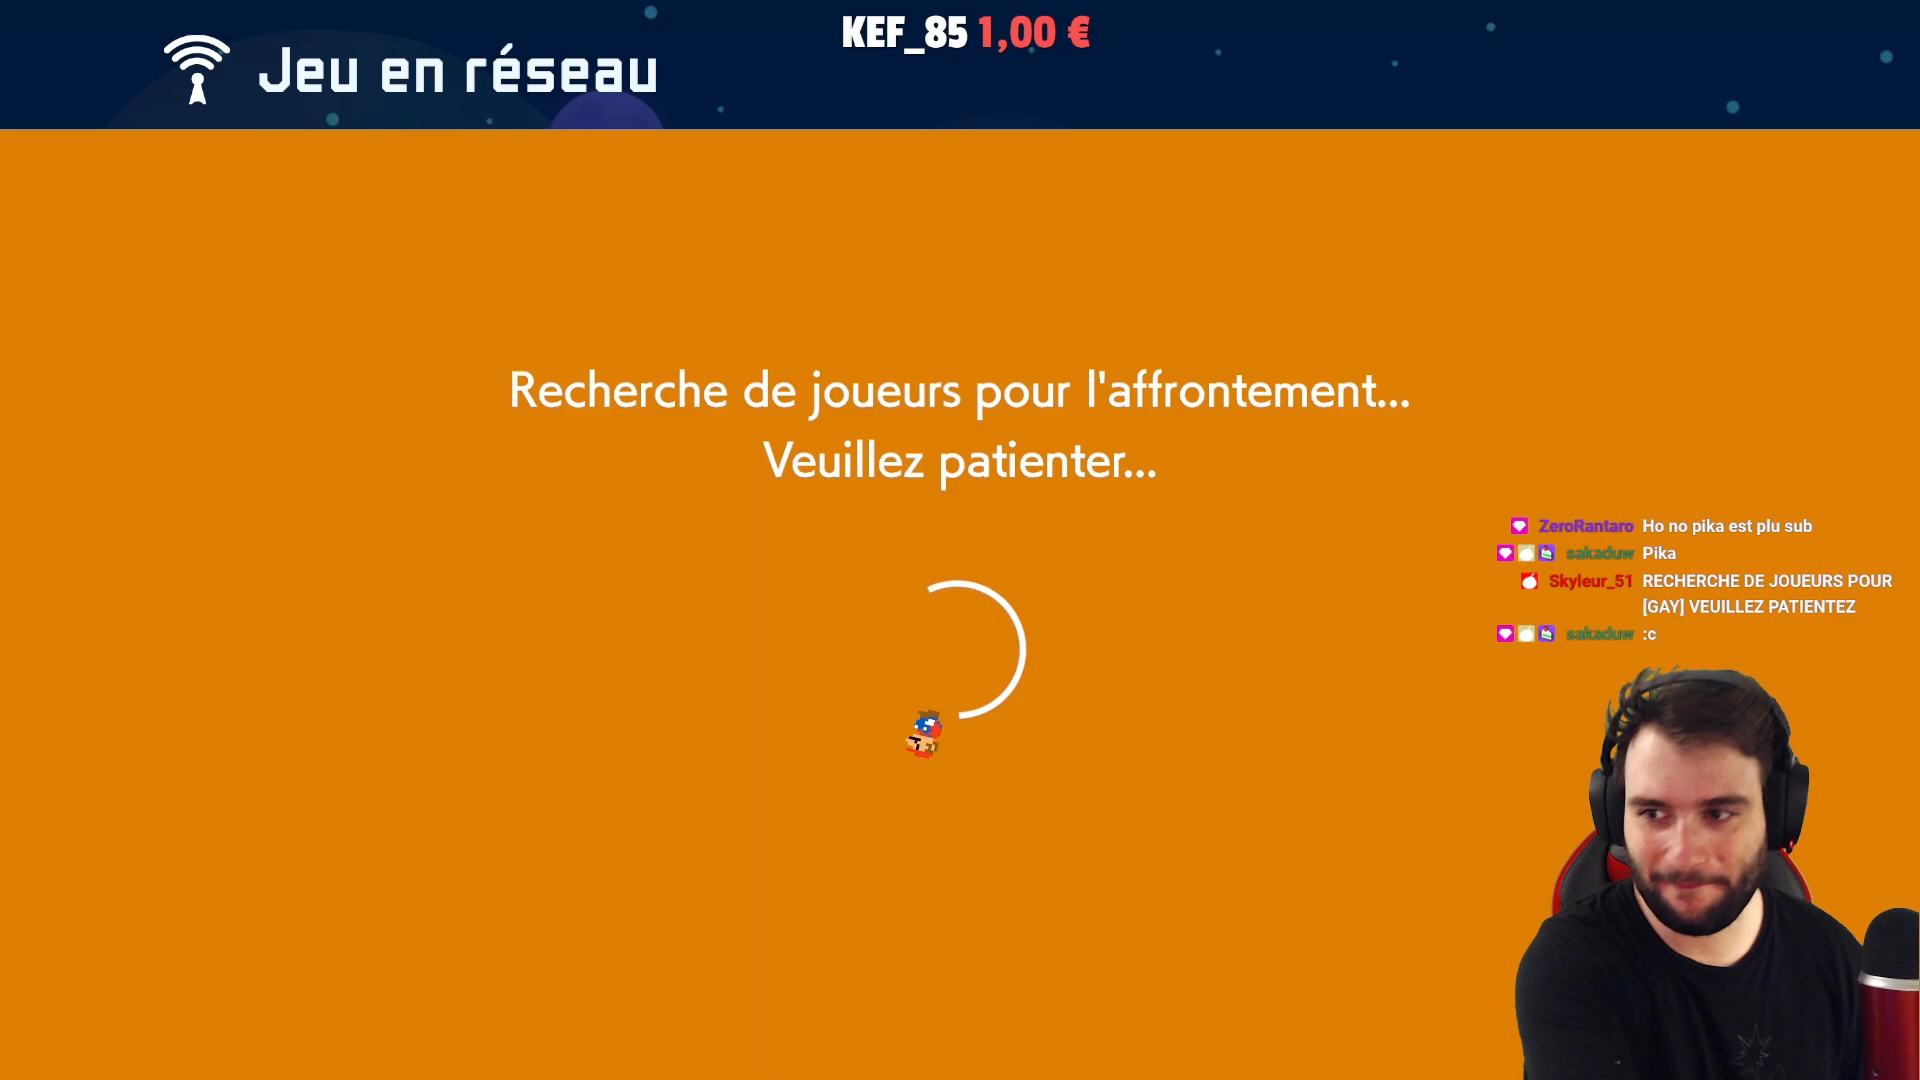 KEF_85 1,00 €
Jeu en réseau
Recherche de joueurs pour l'affrontement...
Veuillez patienter...
ZeroRantaro Ho no pika est plu sub
sakaduw Pika
Skyleur_51 RECHERCHE DE JOUEURS POUR
[GAY] VEUILLEZ PATIENTEZ
sakaduw :c